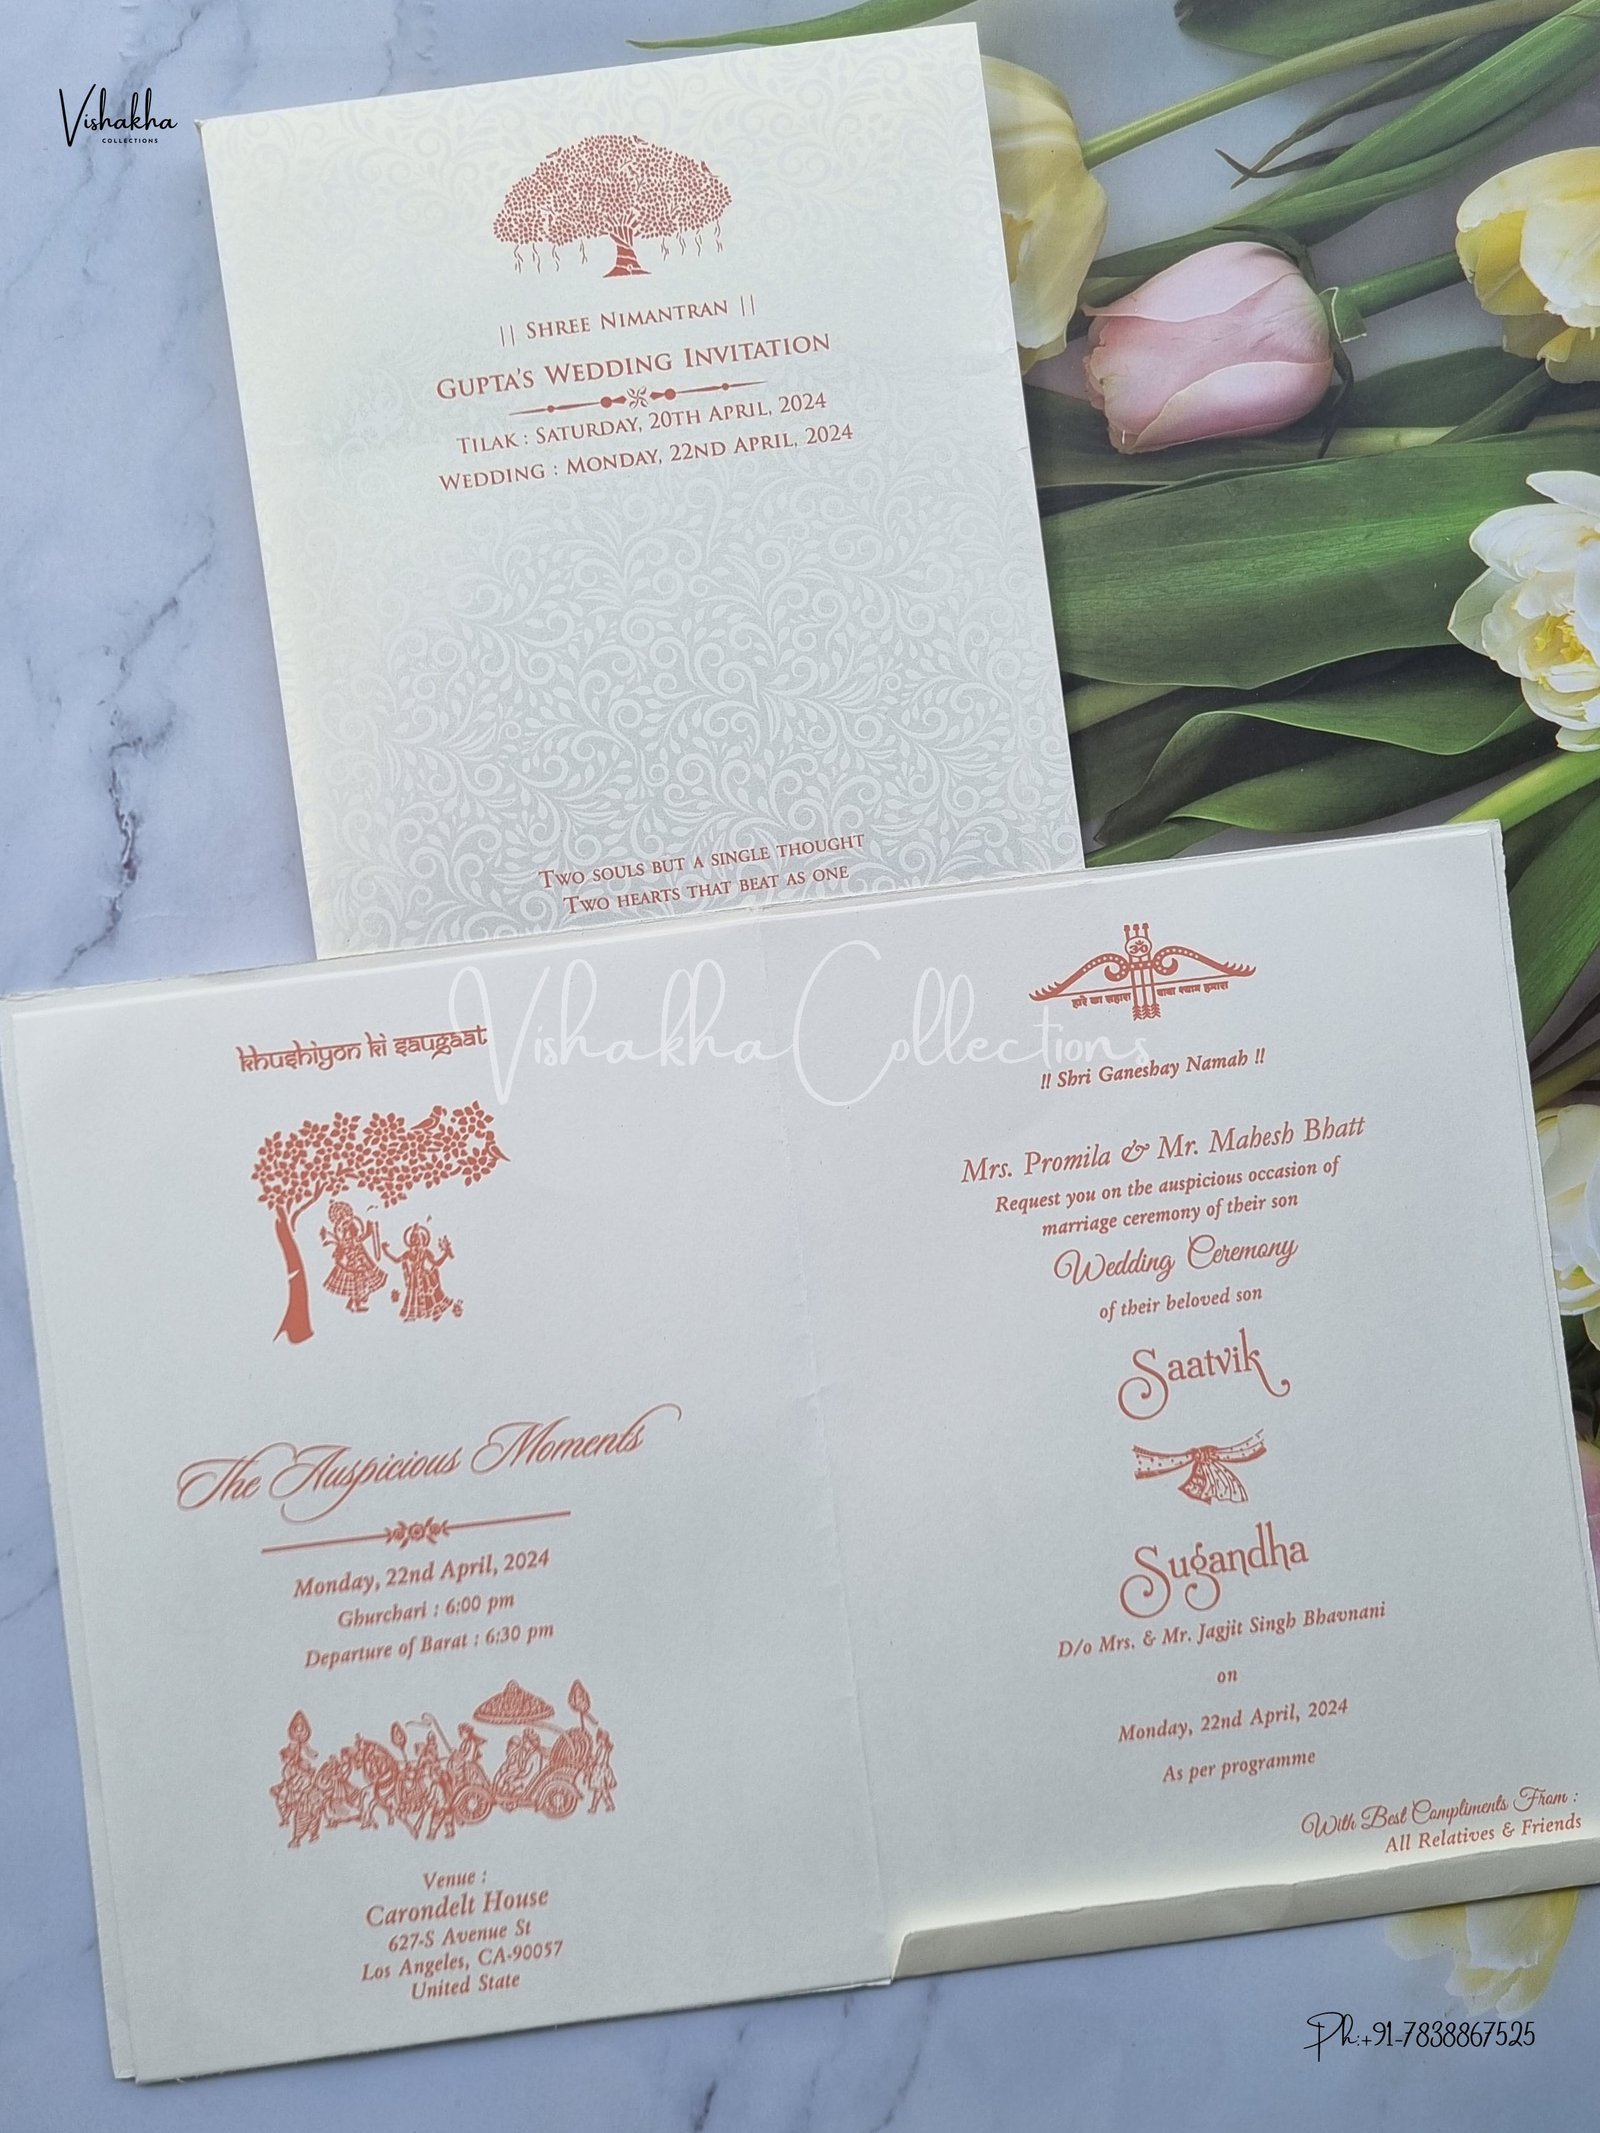 Vishakha
COLLECTIONS
|| SHREE NIMANTRAN ||
GUPTA'S WEDDING INVITATION
TILAK : SATURDAY, 20TH APRIL, 2024
WEDDING : MONDAY, 22ND APRIL, 2024
TWO SOULS BUT A SINGLE THOUGHT
TWO HEARTS THAT BEAT AS ONE
Vishakha Collections
khushiyon ki saugaat
The Auspicious Moments
Monday, 22nd April, 2024
Ghurchari : 6:00 pm
Departure of Barat : 6:30 pm
Venue :
Carondelt House
627-S Avenue St
Los Angeles, CA-90057
United State
ॐ
हारे का सहारा बाबा श्याम हमारा
!! Shri Ganeshay Namah !!
Mrs. Promila & Mr. Mahesh Bhatt
Request you on the auspicious occasion of
marriage ceremony of their son
Wedding Ceremony
of their beloved son
Saatvik
Sugandha
D/o Mrs. & Mr. Jagjit Singh Bhavnani
on
Monday, 22nd April, 2024
As per programme
With Best Compliments From :
All Relatives & Friends
Ph:+91-7838867525